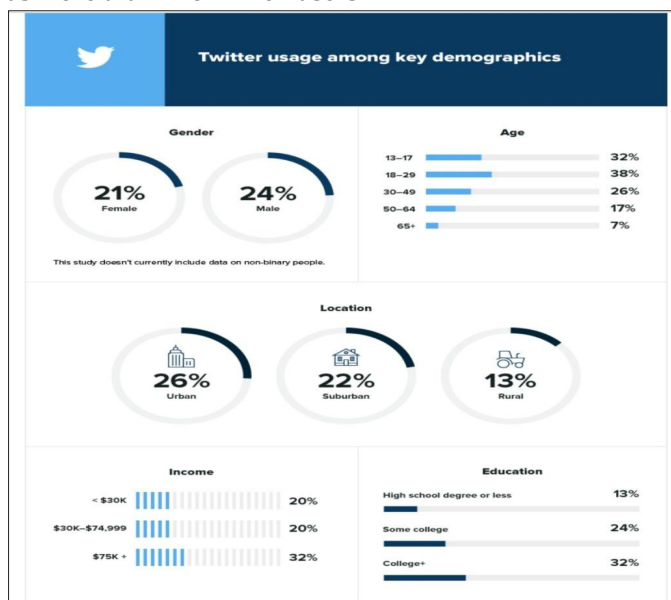 Twitter usage among key demographics
Gender
21%
Female
24%
Male
This study doesn't currently include data on non-binary people.
Age
13–17 32%
18–29 38%
30–49 26%
50–64 17%
65+ 7%
Location
26%
Urban
22%
Suburban
13%
Rural
Income
< $30K 20%
$30K–$74,999 20%
$75K + 32%
Education
High school degree or less 13%
Some college 24%
College+ 32%